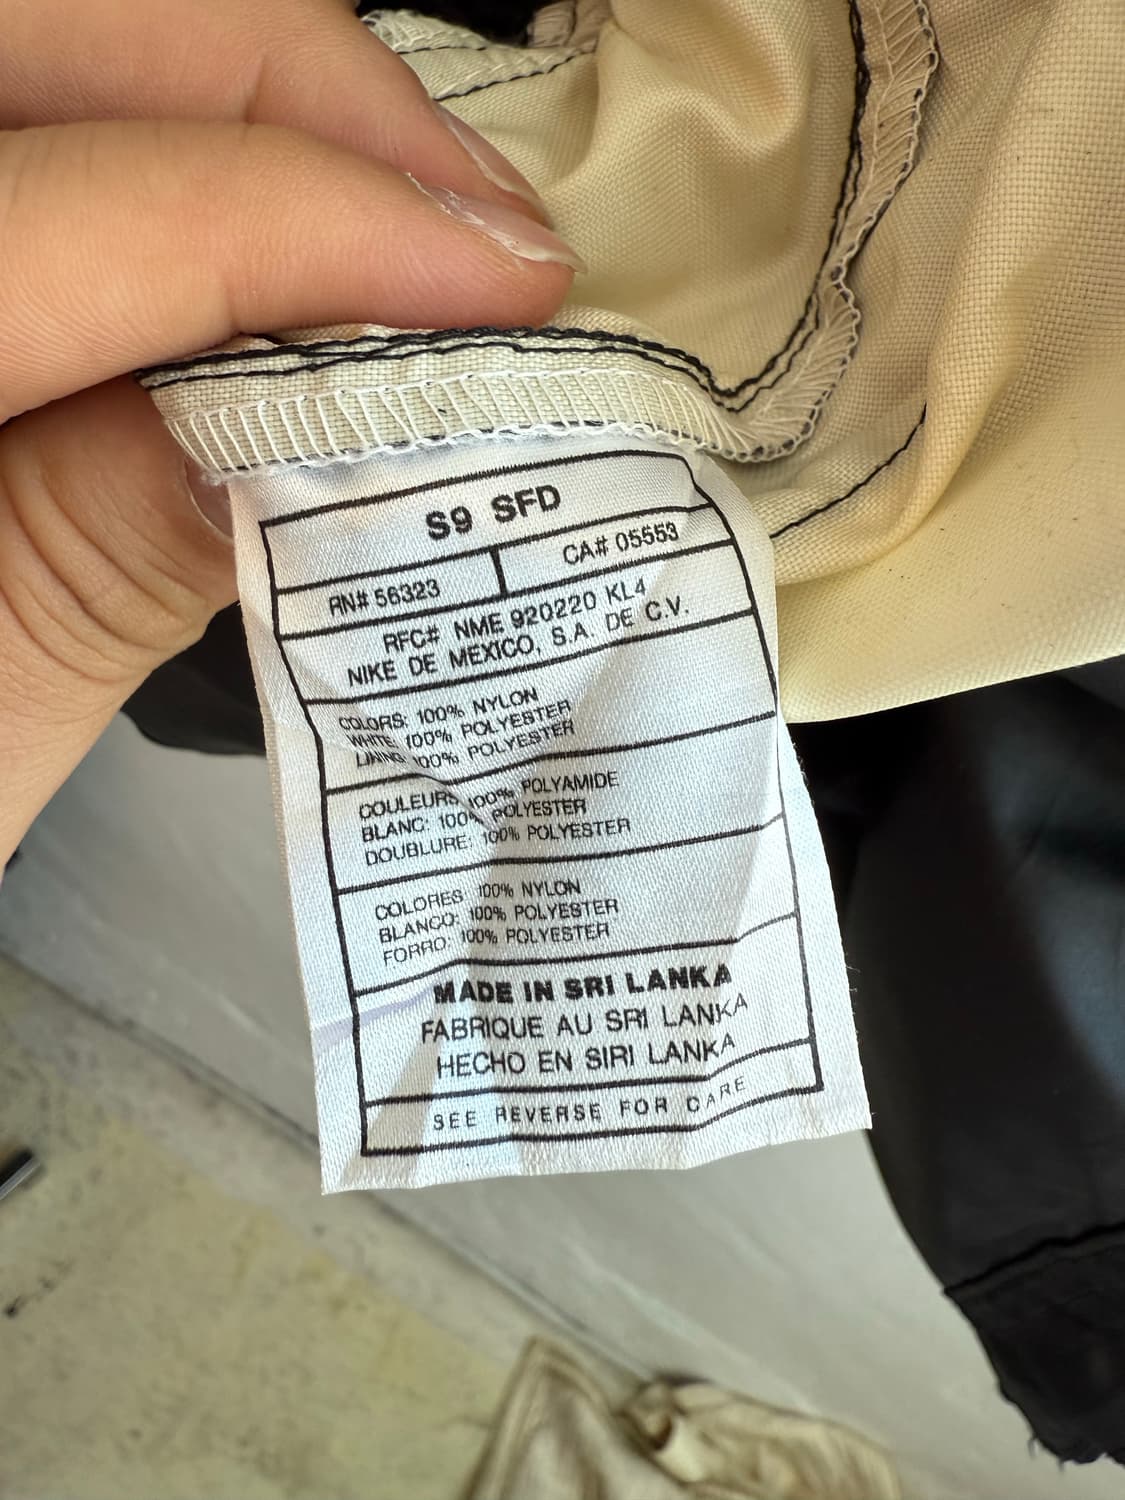 S9 SFD
RN# 56323
CA# 05553
RFC# NME 920220 KL4
NIKE DE MEXICO, S.A. DE C.V.
COLORS: 100% NYLON
WHITE: 100% POLYESTER
LINING: 100% POLYESTER
COULEURS: 100% POLYAMIDE
BLANC: 100% POLYESTER
DOUBLURE: 100% POLYESTER
COLORES: 100% NYLON
BLANCO: 100% POLYESTER
FORRO: 100% POLYESTER
MADE IN SRI LANKA
FABRIQUE AU SRI LANKA
HECHO EN SIRI LANKA
SEE REVERSE FOR CARE